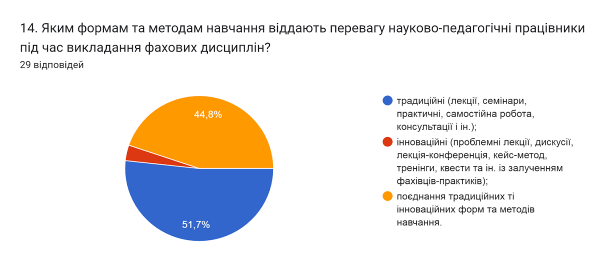 14. Яким формам та методам навчання віддають перевагу науково-педагогічні працівники
під час викладання фахових дисциплін?
29 відповідей
44,8%
51,7%
традиційні (лекції, семінари,
практичні, самостійна робота,
консультації і ін.);
інноваційні (проблемні лекції, дискусії,
лекція-конференція, кейс-метод,
тренінги, квести та ін. із залученням
фахівців-практиків);
поєднання традиційних ті
інноваційних форм та методів
навчання.